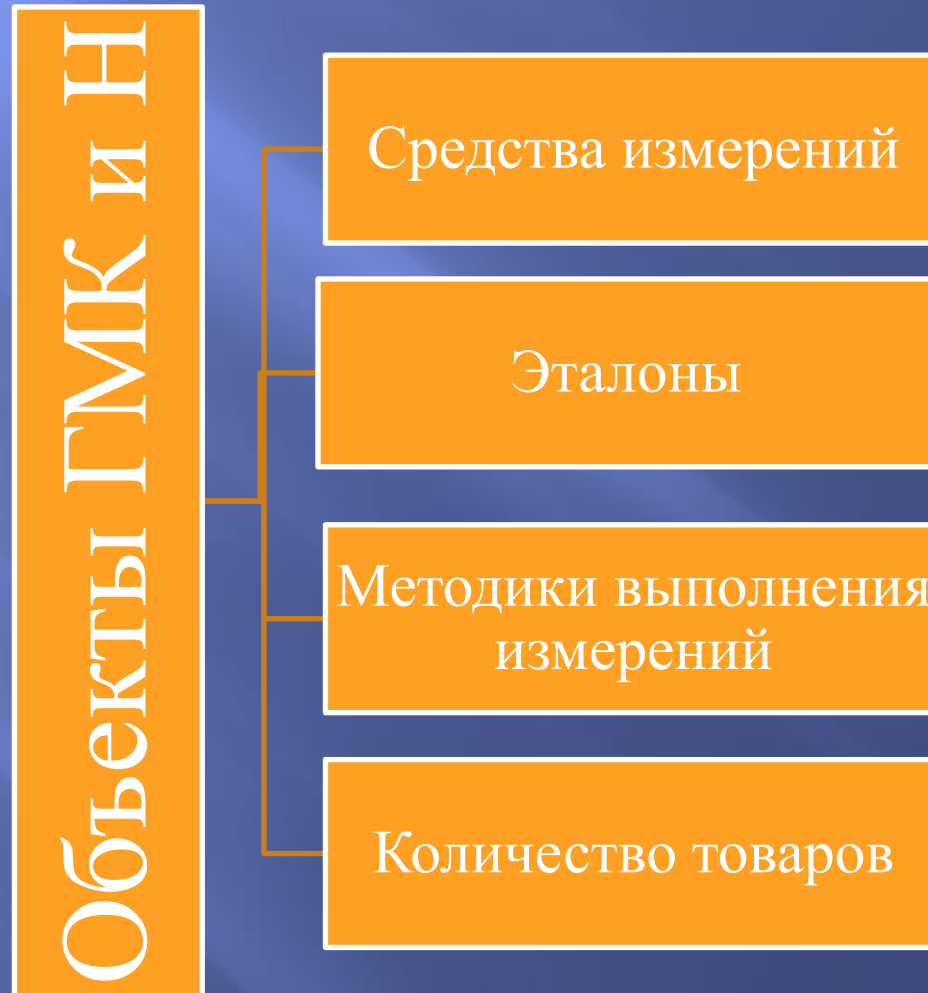 Объекты ГМК и Н
Средства измерений
Эталоны
Методики выполнения
измерений
Количество товаров